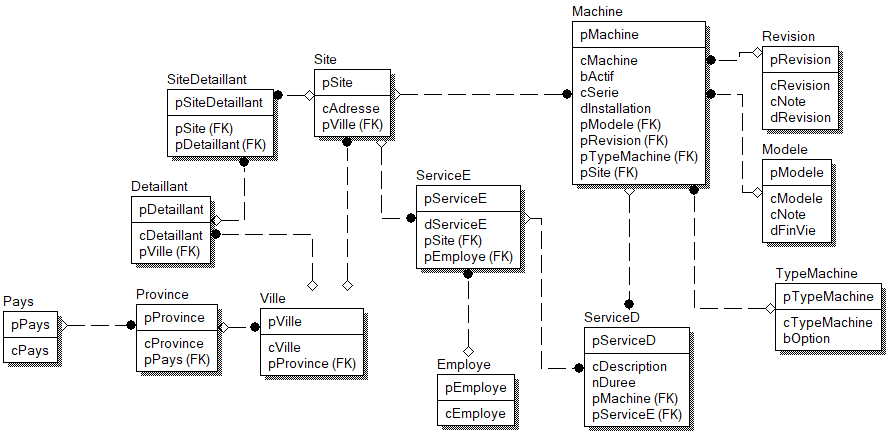 Machine
pMachine
cMachine
bActif
cSerie
dInstallation
pModele (FK)
pRevision (FK)
pTypeMachine (FK)
pSite (FK)
Revision
pRevision
cRevision
cNote
dRevision
Site
pSite
cAdresse
pVille (FK)
SiteDetaillant
pSiteDetaillant
pSite (FK)
pDetaillant (FK)
Modele
pModele
cModele
cNote
dFinVie
ServiceE
pServiceE
dServiceE
pSite (FK)
pEmploye (FK)
Detaillant
pDetaillant
cDetaillant
pVille (FK)
TypeMachine
pTypeMachine
cTypeMachine
bOption
Pays
pPays
cPays
Province
pProvince
cProvince
pPays (FK)
Ville
pVille
cVille
pProvince (FK)
ServiceD
pServiceD
cDescription
nDuree
pMachine (FK)
pServiceE (FK)
Employe
pEmploye
cEmploye